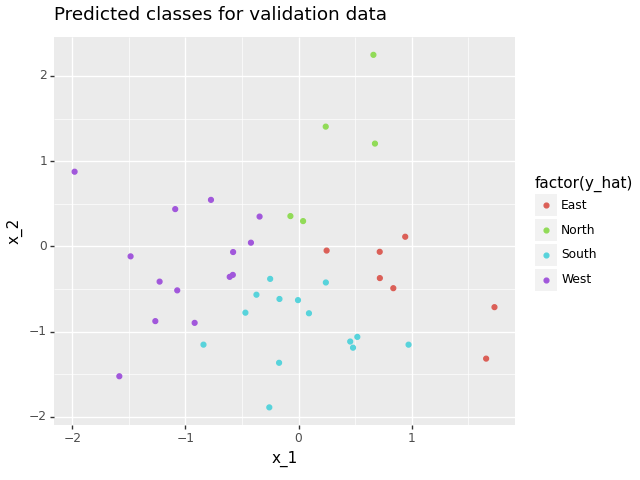 Predicted classes for validation data
2
1
0
−1
−2
x_2
−2
−1
0
1
x_1
factor(y_hat)
East
North
South
West